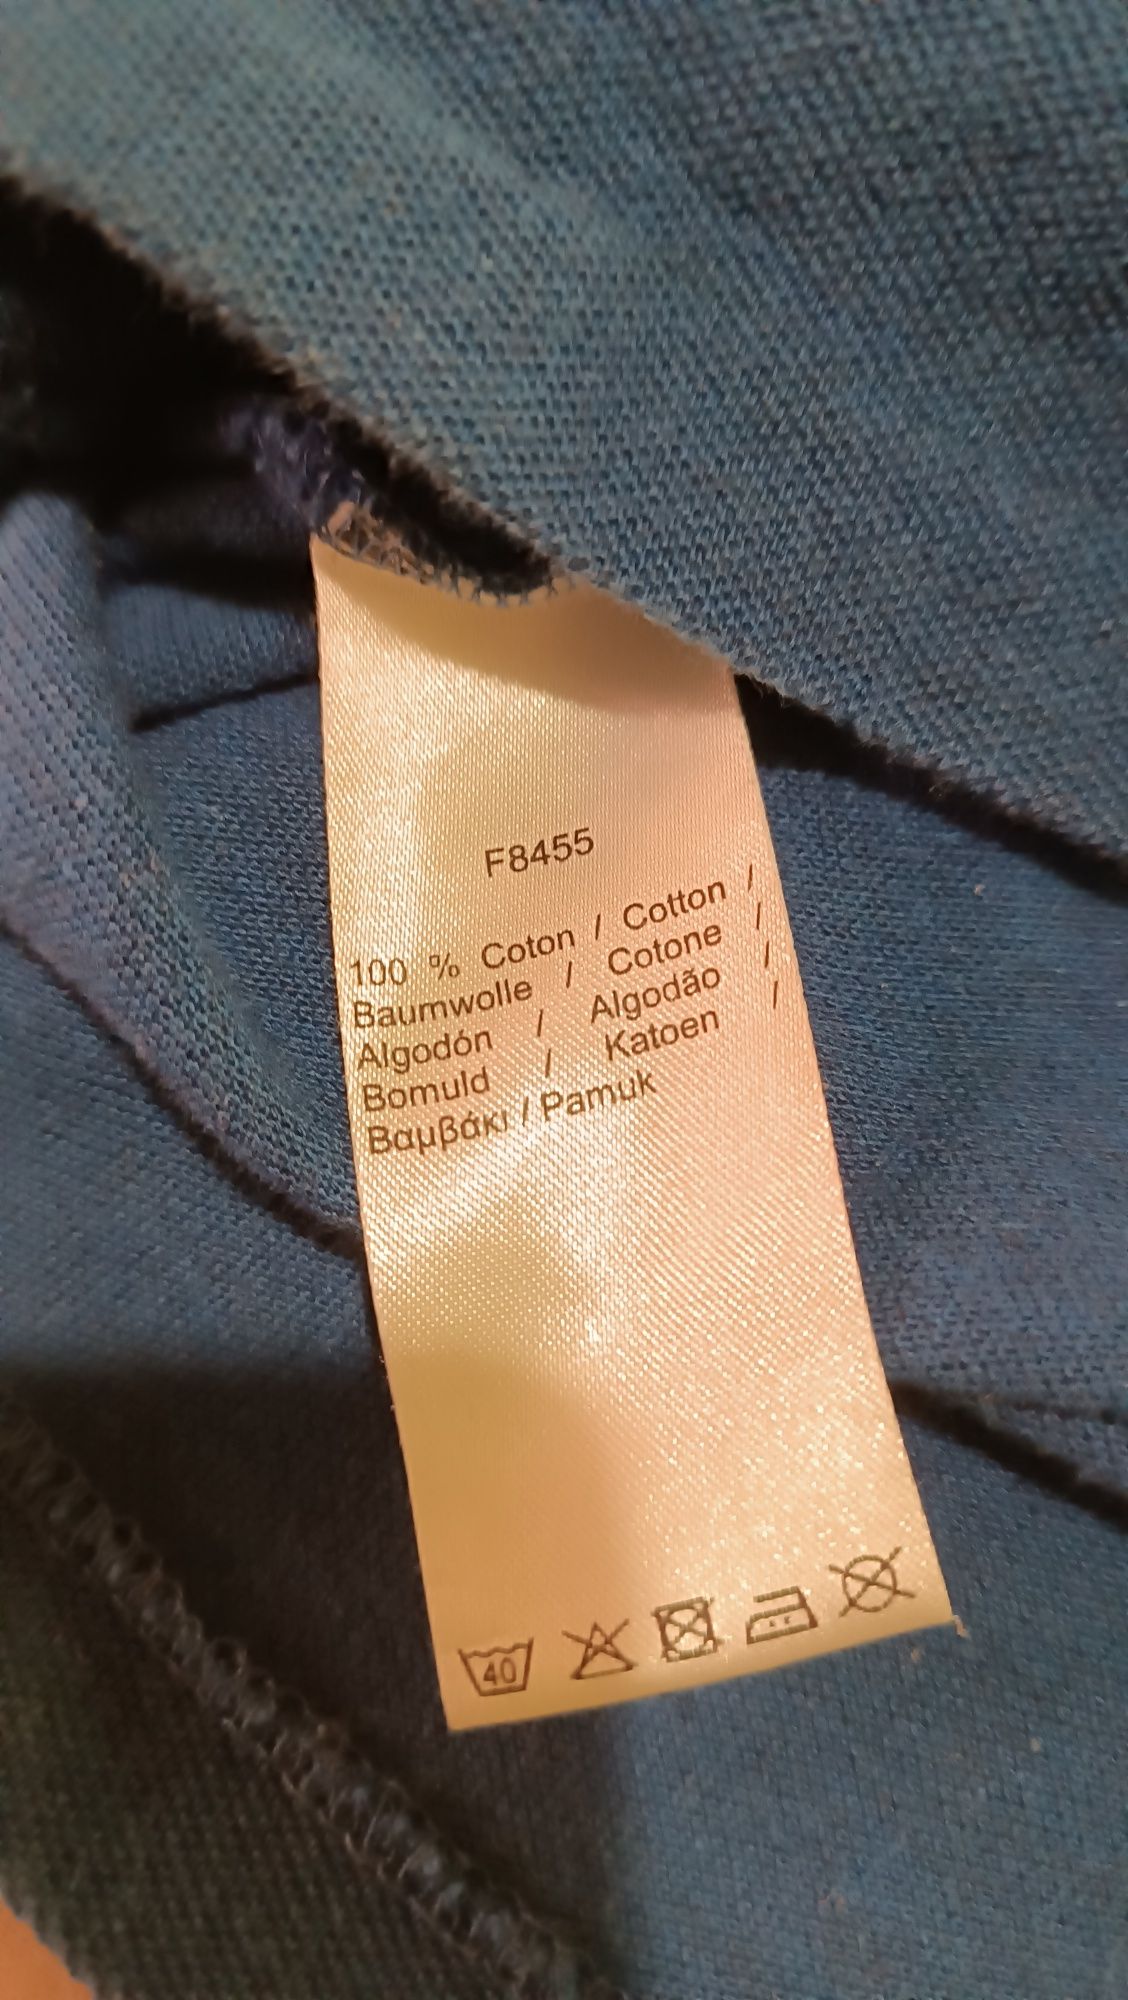 F8455
100 % Coton / Cotton /
Baumwolle / Cotone /
Algodón / Algodão /
Bomuld / Katoen /
Βαμβάκι / Pamuk
40